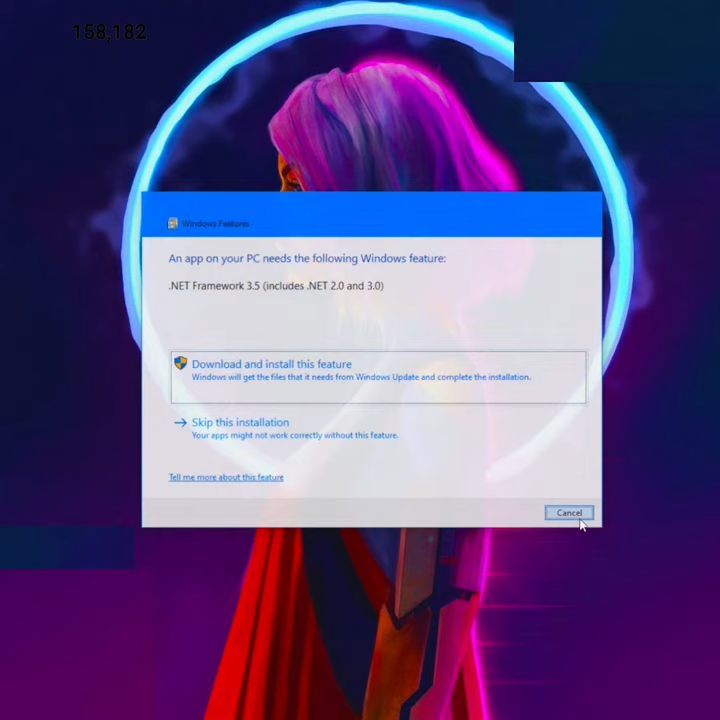 158,182
Windows Features
An app on your PC needs the following Windows feature:
.NET Framework 3.5 (includes .NET 2.0 and 3.0)
Download and install this feature
Windows will get the files that it needs from Windows Update and complete the installation.
Skip this installation
Your apps might not work correctly without this feature.
Tell me more about this feature
Cancel